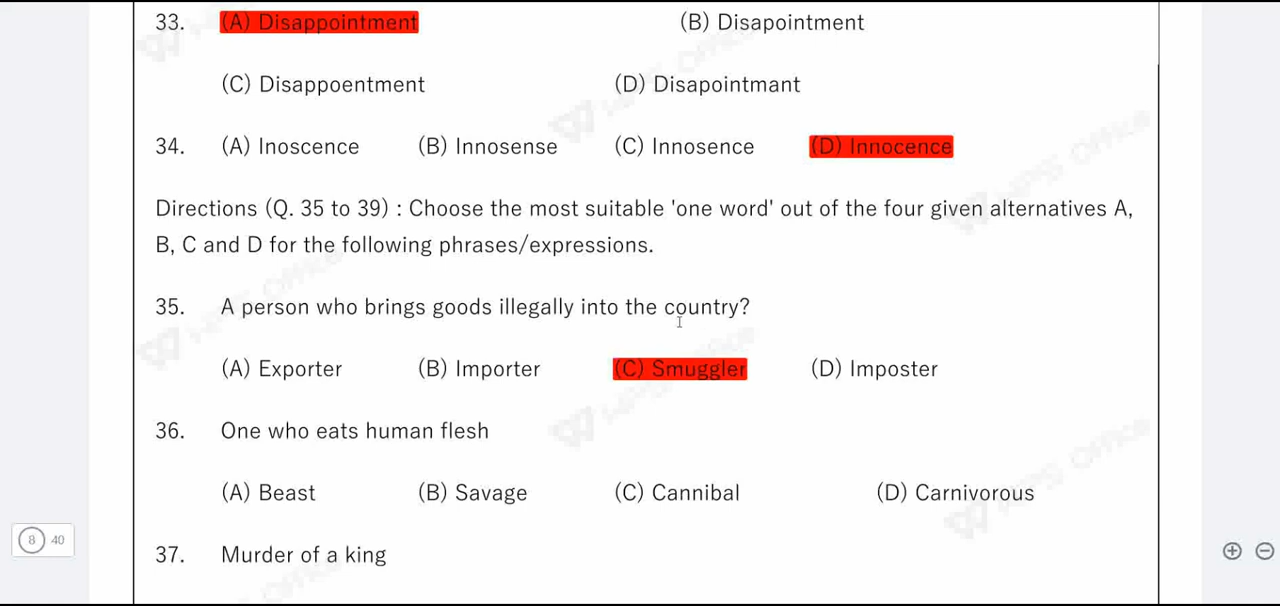 33. (A) Disappointment (B) Disapointment
(C) Disappoentment (D) Disapointmant
34. (A) Inoscence (B) Innosense (C) Innosence (D) Innocence
Directions (Q. 35 to 39) : Choose the most suitable 'one word' out of the four given alternatives A,
B, C and D for the following phrases/expressions.
35. A person who brings goods illegally into the country?
(A) Exporter (B) Importer (C) Smuggler (D) Imposter
36. One who eats human flesh
(A) Beast (B) Savage (C) Cannibal (D) Carnivorous
8 40
37. Murder of a king
WPS Office